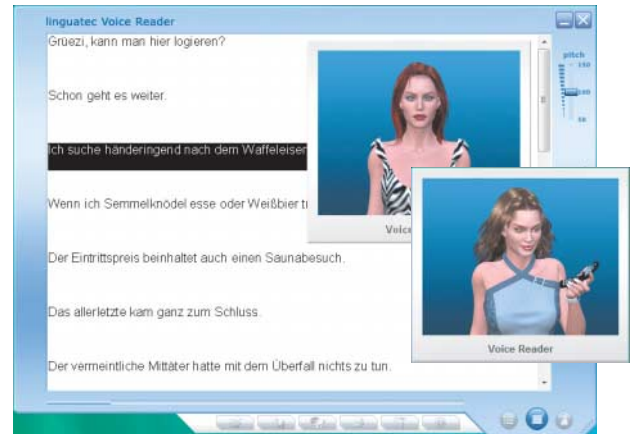 linguatec Voice Reader
Grüezi, kann man hier logieren?
pitch
150
100
50
Schon geht es weiter.
Ich suche händeringend nach dem Waffeleisen
Wenn ich Semmelknödel esse oder Weißbier
Voice
Der Eintrittspreis beinhaltet auch einen Saunabesuch.
Das allerletzte kam ganz zum Schluss.
Voice Reader
Der vermeintliche Mittäter hatte mit dem Überfall nichts zu tun.